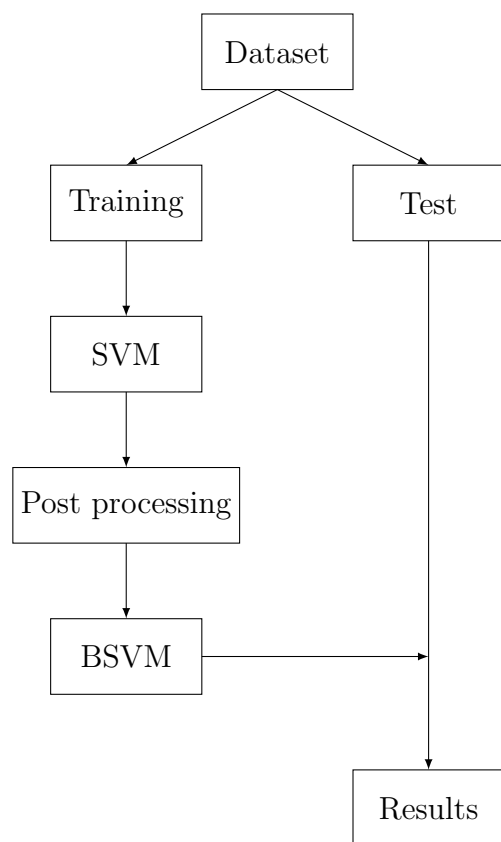 Dataset
Training
Test
SVM
Post processing
BSVM
Results